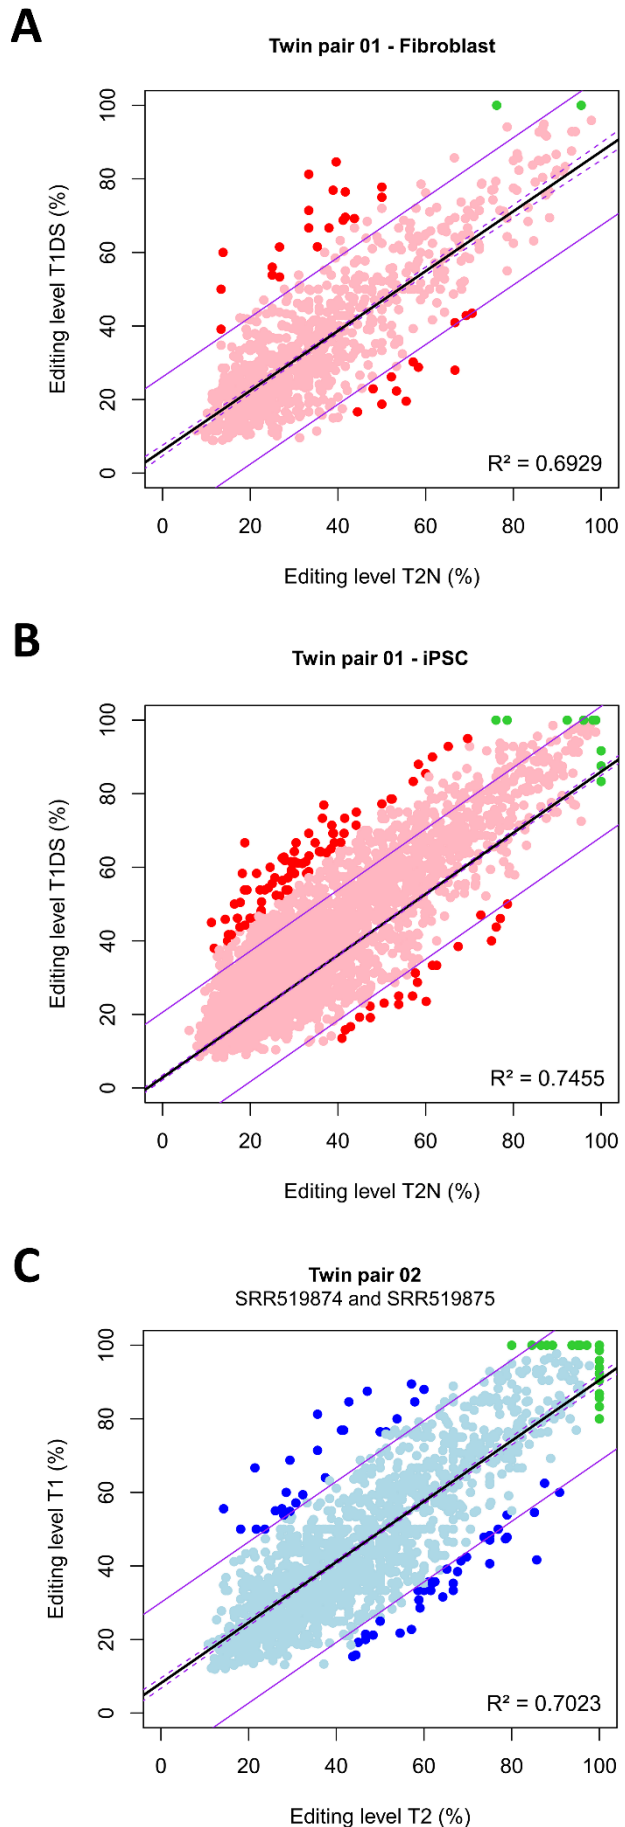 A
Twin pair 01 - Fibroblast
Editing level T1DS (%)
100
80
60
40
20
0
R² = 0.6929
0 20 40 60 80 100
Editing level T2N (%)
B
Twin pair 01 - iPSC
Editing level T1DS (%)
100
80
60
40
20
0
R² = 0.7455
0 20 40 60 80 100
Editing level T2N (%)
C
Twin pair 02
SRR519874 and SRR519875
Editing level T1 (%)
100
80
60
40
20
0
R² = 0.7023
0 20 40 60 80 100
Editing level T2 (%)